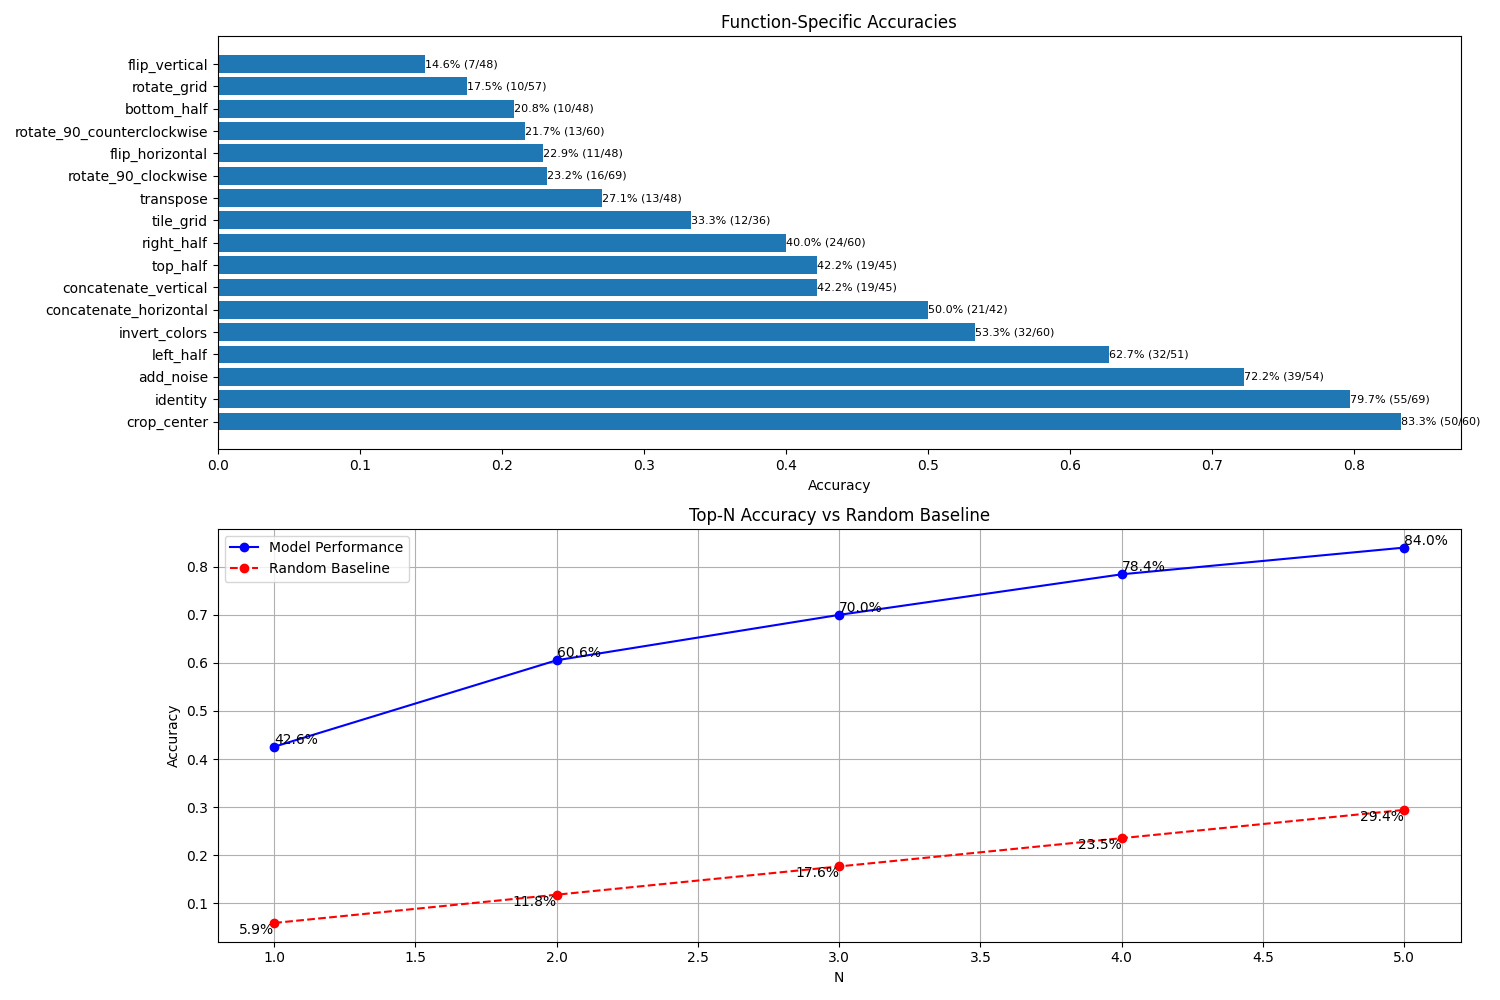 Function-Specific Accuracies
flip_vertical 14.6% (7/48)
rotate_grid 17.5% (10/57)
bottom_half 20.8% (10/48)
rotate_90_counterclockwise 21.7% (13/60)
flip_horizontal 22.9% (11/48)
rotate_90_clockwise 23.2% (16/69)
transpose 27.1% (13/48)
tile_grid 33.3% (12/36)
right_half 40.0% (24/60)
top_half 42.2% (19/45)
concatenate_vertical 42.2% (19/45)
concatenate_horizontal 50.0% (21/42)
invert_colors 53.3% (32/60)
left_half 62.7% (32/51)
add_noise 72.2% (39/54)
identity 79.7% (55/69)
crop_center 83.3% (50/60)
0.0 0.1 0.2 0.3 0.4 0.5 0.6 0.7 0.8
Accuracy
Top-N Accuracy vs Random Baseline
Model Performance
Random Baseline
84.0%
78.4%
70.0%
60.6%
42.6%
29.4%
23.5%
17.6%
11.8%
5.9%
0.8
0.7
0.6
0.5
0.4
0.3
0.2
0.1
Accuracy
1.0 1.5 2.0 2.5 3.0 3.5 4.0 4.5 5.0
N